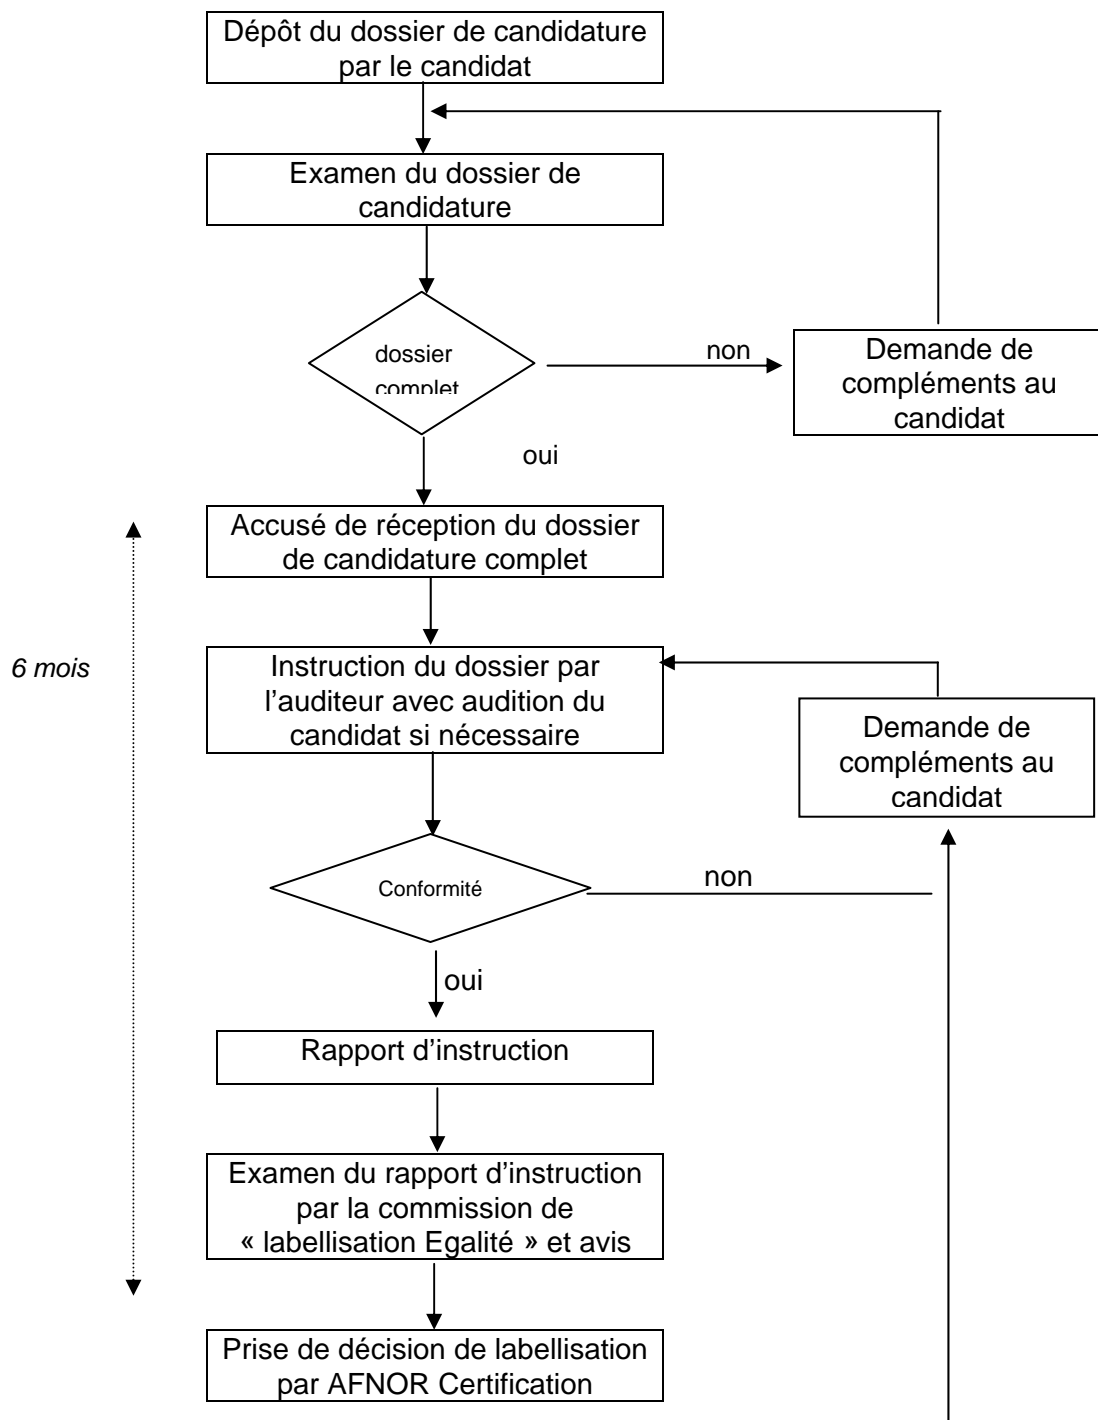 Dépôt du dossier de candidature
par le candidat
Examen du dossier de
candidature
dossier
complet
non
Demande de
compléments au
candidat
oui
Accusé de réception du dossier
de candidature complet
6 mois
Instruction du dossier par
l’auditeur avec audition du
candidat si nécessaire
Demande de
compléments au
candidat
Conformité
non
oui
Rapport d’instruction
Examen du rapport d’instruction
par la commission de
« labellisation Egalité » et avis
Prise de décision de labellisation
par AFNOR Certification